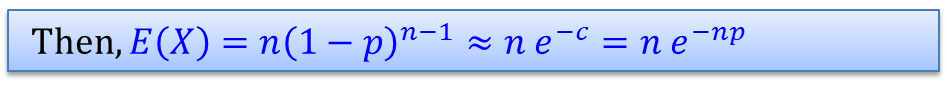 Then, E(X) = n(1 − p)ⁿ⁻¹ ≈ n e⁻ᶜ = n e⁻ⁿᵖ